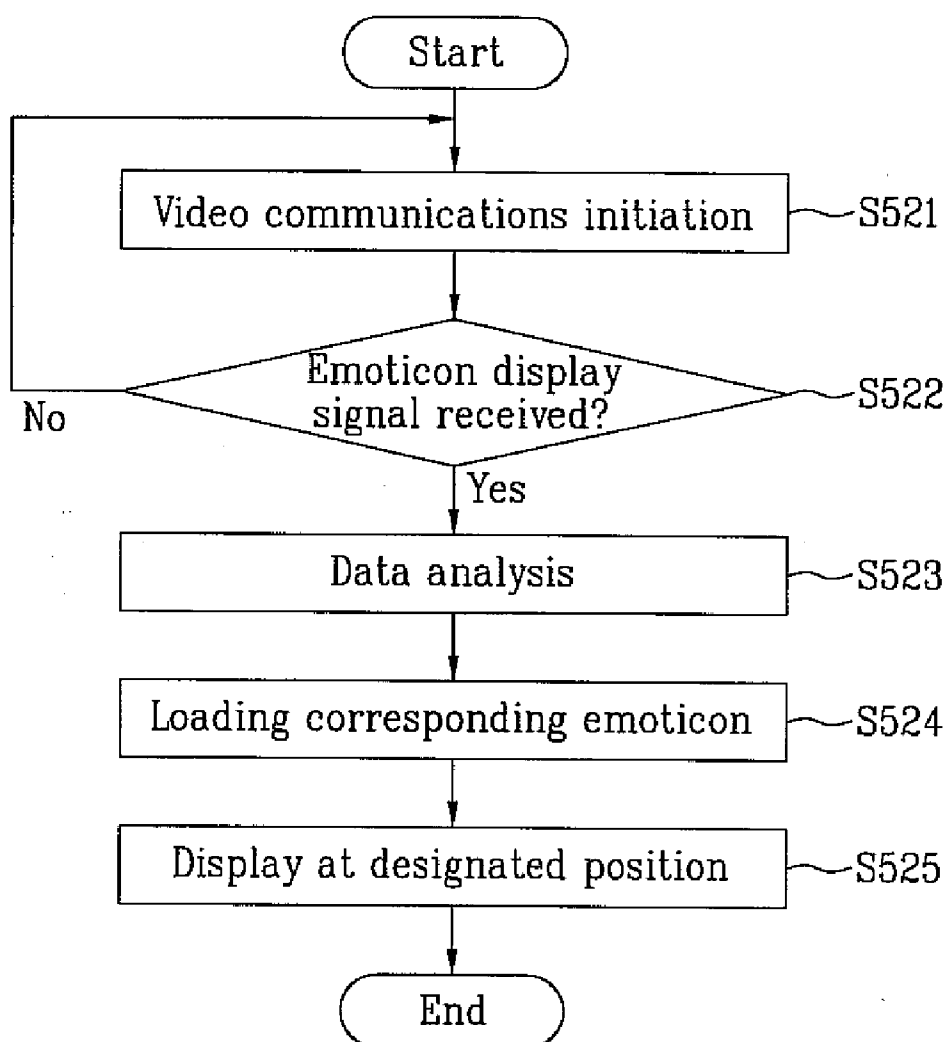 Start
Video communications initiation
S521
Emoticon display
signal received?
S522
No
Yes
Data analysis
S523
Loading corresponding emoticon
S524
Display at designated position
S525
End